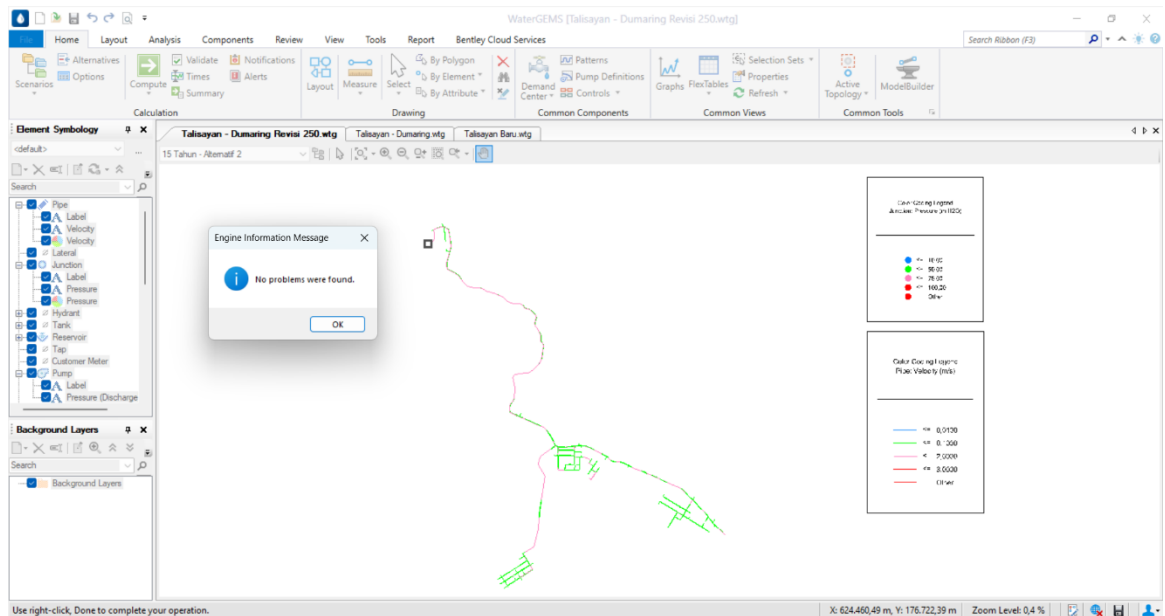 WaterGEMS [Talisayan - Dumaring Revisi 250.wtg]
File Home Layout Analysis Components Review View Tools Report Bentley Cloud Services
Search Ribbon (F3)
Scenarios
Alternatives
Options
Compute
Validate
Times
Summary
Notifications
Alerts
Calculation
Layout
Measure
Select
By Polygon
By Element
By Attribute
Drawing
Demand Center
Patterns
Pump Definitions
Controls
Common Components
Graphs
FlexTables
Selection Sets
Properties
Refresh
Common Views
Active Topology
ModelBuilder
Common Tools
Element Symbology
<default>
Search
Pipe
Label
Velocity
Velocity
Lateral
Junction
Label
Pressure
Pressure
Hydrant
Tank
Reservoir
Tap
Customer Meter
Pump
Label
Pressure (Discharge
Background Layers
Search
Background Layers
Talisayan - Dumaring Revisi 250.wtg
Talisayan - Dumaring.wtg
Talisayan Baru.wtg
15 Tahun - Alternatif 2
Engine Information Message
No problems were found.
OK
Color Coding Legend
Other
Color Coding Legend
Pipe: Velocity (m/s)
Other
Use right-click, Done to complete your operation.
X: 624.460,49 m, Y: 176.722,39 m
Zoom Level: 0,4 %